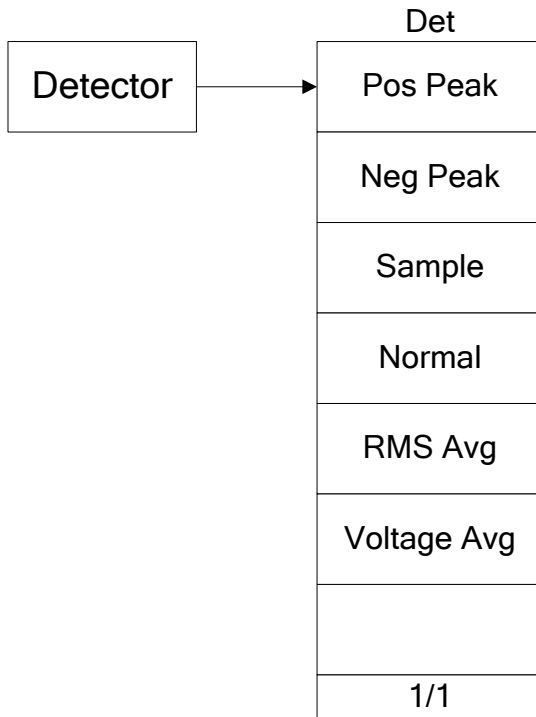 Det
Detector
Pos Peak
Neg Peak
Sample
Normal
RMS Avg
Voltage Avg
1/1